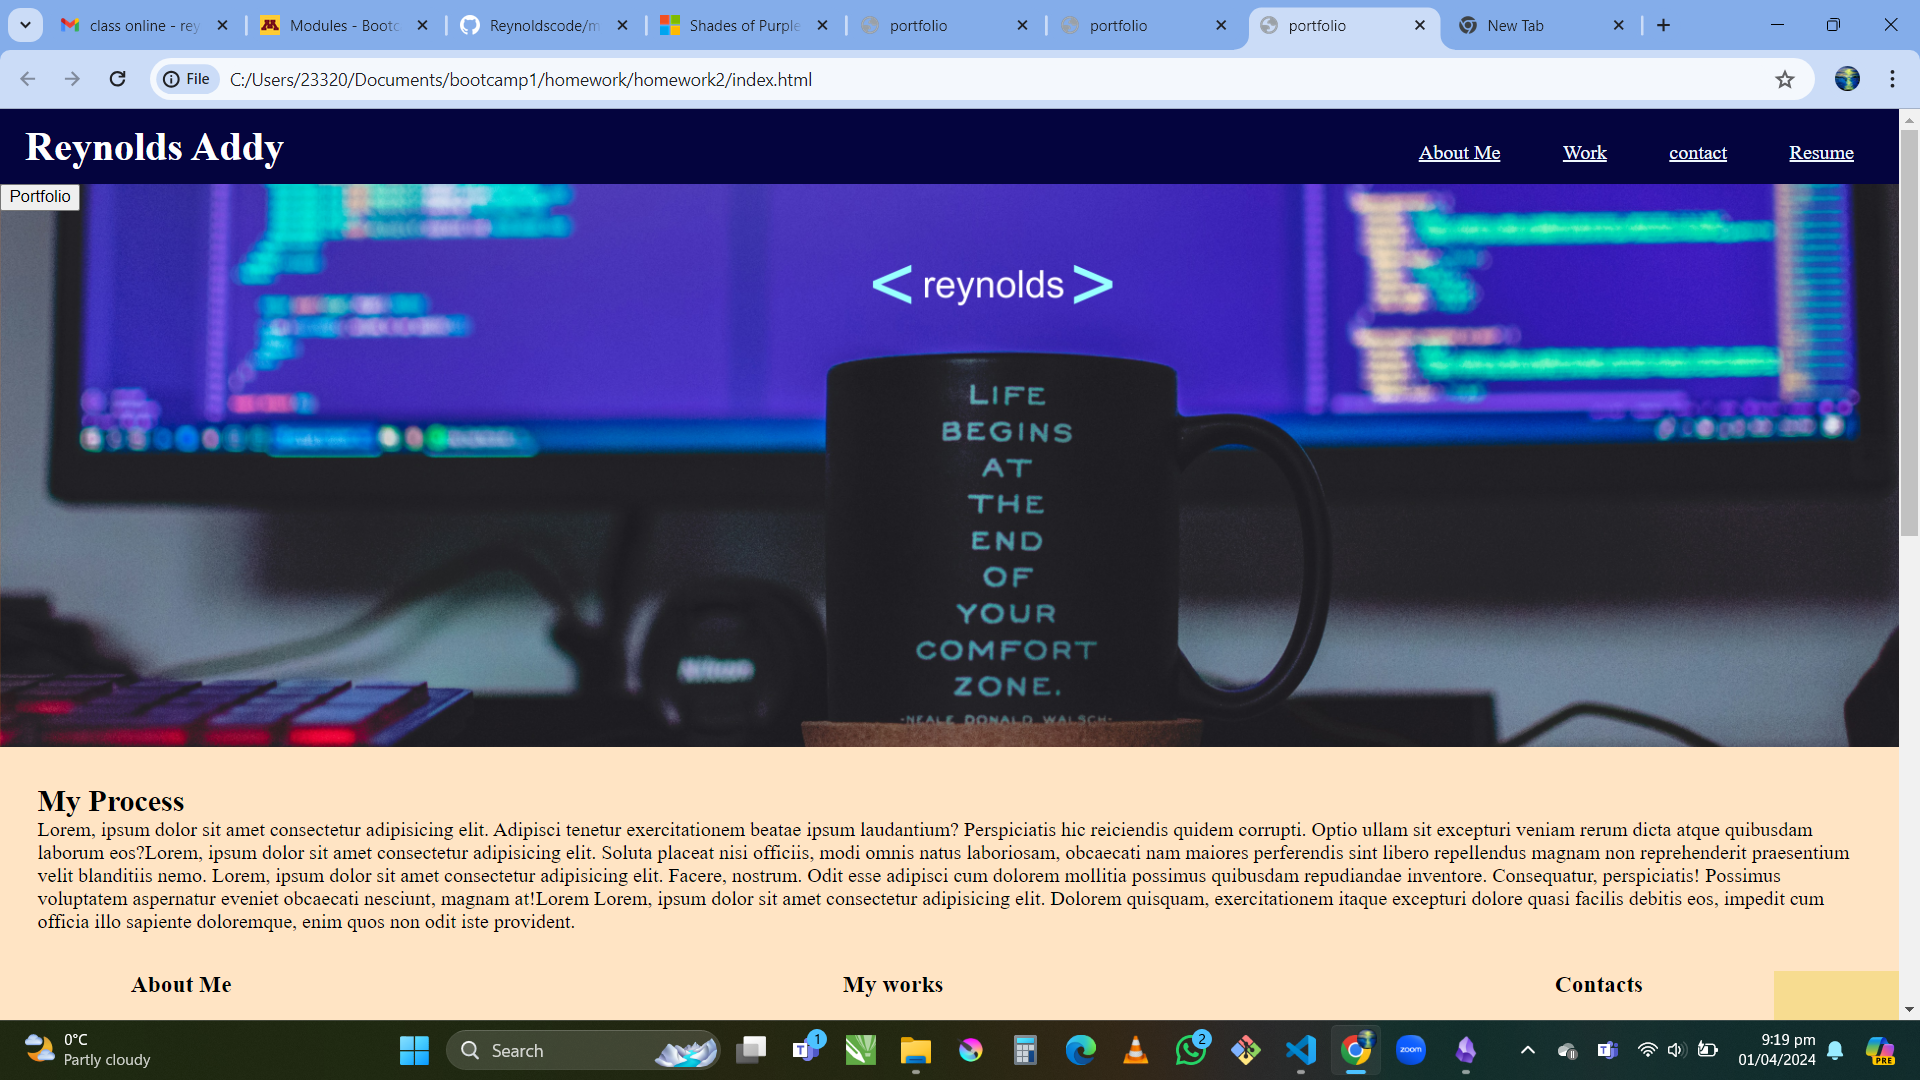 class online - rey
Modules - Bootc
Reynoldscode/m
Shades of Purple
portfolio
portfolio
portfolio
New Tab
File
C:/Users/23320/Documents/bootcamp1/homework/homework2/index.html
Reynolds Addy
About Me
Work
contact
Resume
Portfolio
< reynolds >
LIFE
BEGINS
AT
THE
END
OF
YOUR
COMFORT
ZONE.
-NEALE DONALD WALSCH-
Nikon
My Process
Lorem, ipsum dolor sit amet consectetur adipisicing elit. Adipisci tenetur exercitationem beatae ipsum laudantium? Perspiciatis hic reiciendis quidem corrupti. Optio ullam sit excepturi veniam rerum dicta atque quibusdam
laborum eos?Lorem, ipsum dolor sit amet consectetur adipisicing elit. Soluta placeat nisi officiis, modi omnis natus laboriosam, obcaecati nam maiores perferendis sint libero repellendus magnam non reprehenderit praesentium
velit blanditiis nemo. Lorem, ipsum dolor sit amet consectetur adipisicing elit. Facere, nostrum. Odit esse adipisci cum dolorem mollitia possimus quibusdam repudiandae inventore. Consequatur, perspiciatis! Possimus
voluptatem aspernatur eveniet obcaecati nesciunt, magnam at!Lorem Lorem, ipsum dolor sit amet consectetur adipisicing elit. Dolorem quisquam, exercitationem itaque excepturi dolore quasi facilis debitis eos, impedit cum
officia illo sapiente doloremque, enim quos non odit iste provident.
About Me
My works
Contacts
0°C
Partly cloudy
Search
1
2
zoom
9:19 pm
01/04/2024
PRE